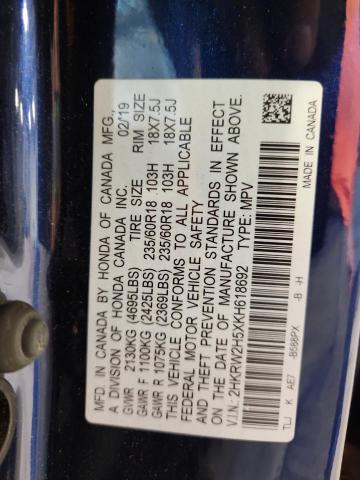 MFD. IN CANADA BY HONDA OF CANADA MFG.,
A DIVISION OF HONDA CANADA INC. 02/19
TIRE SIZE RIM SIZE
GVWR 2130KG (4695LBS)
GAWR F 1100KG (2425LBS) 235/60R18 103H 18X7.5J
GAWR R 1075KG (2369LBS) 235/60R18 103H 18X7.5J
THIS VEHICLE CONFORMS TO ALL APPLICABLE
FEDERAL MOTOR VEHICLE SAFETY
AND THEFT PREVENTION STANDARDS IN EFFECT
ON THE DATE OF MANUFACTURE SHOWN ABOVE.
V.I.N.: 2HKRW2H5XKH618692 TYPE: MPV
TLJ K AE7 -B588PX -B -H
MADE IN CANADA